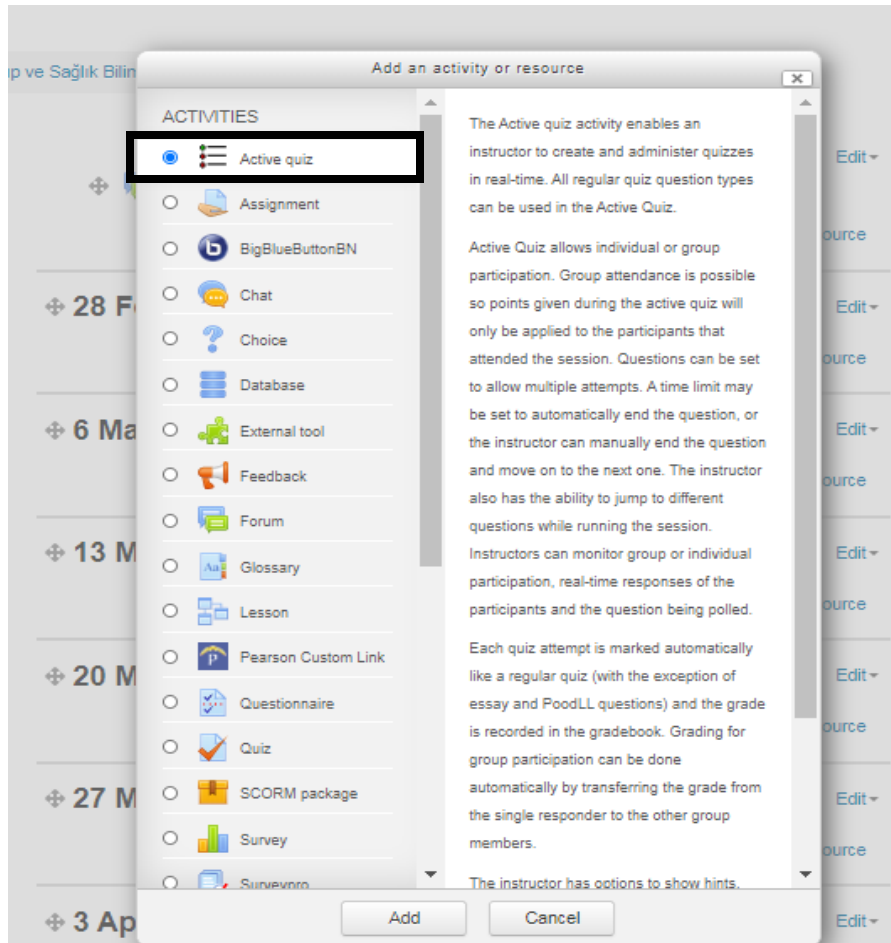 Add an activity or resource
ıp ve Sağlık Bilin
ACTIVITIES
Active quiz
Assignment
BigBlueButtonBN
Chat
Choice
Database
External tool
Feedback
Forum
Glossary
Lesson
Pearson Custom Link
Questionnaire
Quiz
SCORM package
Survey
Surveypro
The Active quiz activity enables an
instructor to create and administer quizzes
in real-time. All regular quiz question types
can be used in the Active Quiz.
Active Quiz allows individual or group
participation. Group attendance is possible
so points given during the active quiz will
only be applied to the participants that
attended the session. Questions can be set
to allow multiple attempts. A time limit may
be set to automatically end the question, or
the instructor can manually end the question
and move on to the next one. The instructor
also has the ability to jump to different
questions while running the session.
Instructors can monitor group or individual
participation, real-time responses of the
participants and the question being polled.
Each quiz attempt is marked automatically
like a regular quiz (with the exception of
essay and PoodLL questions) and the grade
is recorded in the gradebook. Grading for
group participation can be done
automatically by transferring the grade from
the single responder to the other group
members.
The instructor has options to show hints,
Add
Cancel
28 F
6 Ma
13 M
20 M
27 M
3 Ap
Edit
ource
Edit
ource
Edit
ource
Edit
ource
Edit
ource
Edit
ource
Edit